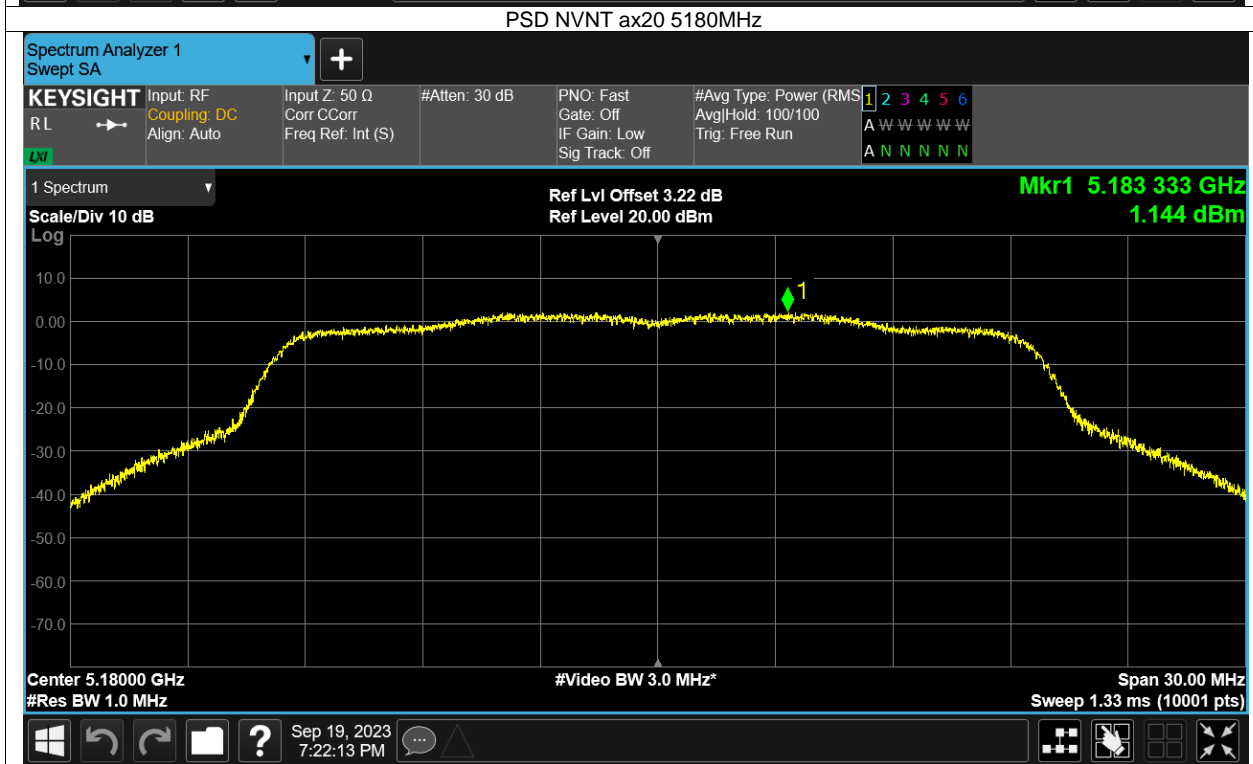 PSD NVNT ax20 5180MHz
Spectrum Analyzer 1
Swept SA
+
KEYSIGHT
R L
LXI
Input: RF
Coupling: DC
Align: Auto
Input Z: 50 Ω
Corr CCorr
Freq Ref: Int (S)
#Atten: 30 dB
PNO: Fast
Gate: Off
IF Gain: Low
Sig Track: Off
#Avg Type: Power (RMS
Avg|Hold: 100/100
Trig: Free Run
1 2 3 4 5 6
A W W W W W
A N N N N N
1 Spectrum
Scale/Div 10 dB
Log
Ref Lvl Offset 3.22 dB
Ref Level 20.00 dBm
Mkr1 5.183 333 GHz
1.144 dBm
1
10.0
0.00
-10.0
-20.0
-30.0
-40.0
-50.0
-60.0
-70.0
Center 5.18000 GHz
#Res BW 1.0 MHz
#Video BW 3.0 MHz*
Span 30.00 MHz
Sweep 1.33 ms (10001 pts)
?
Sep 19, 2023
7:22:13 PM